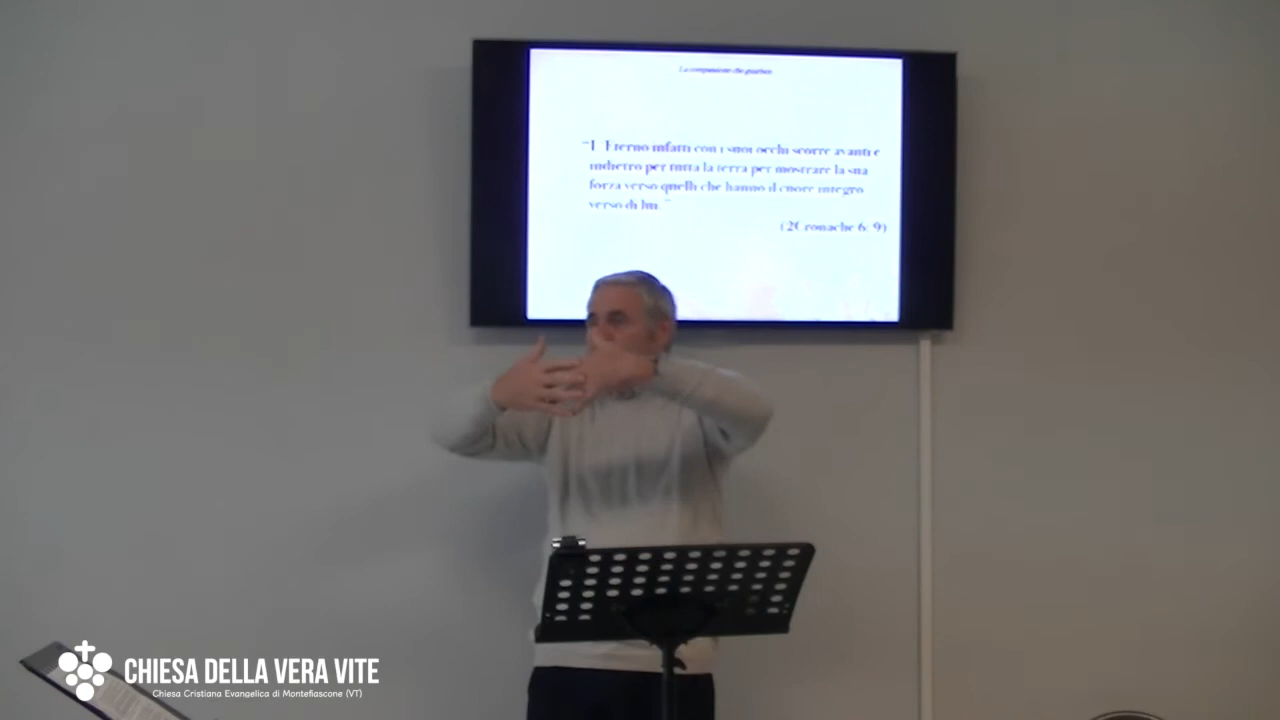 La compassione che guarisce
“L'Eterno infatti con i suoi occhi scorre avanti e
indietro per tutta la terra per mostrare la sua
forza verso quelli che hanno il cuore integro
verso di lui.”
(2Cronache 6: 9)
CHIESA DELLA VERA VITE
Chiesa Cristiana Evangelica di Montefiascone (VT)